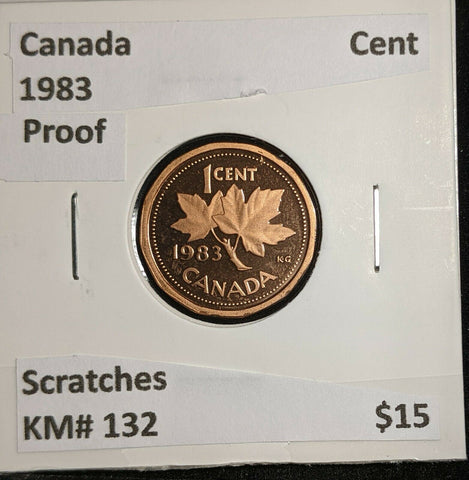 Canada Cent
1983
Proof
1 CENT
1983 KG
CANADA
Scratches
KM# 132 $15